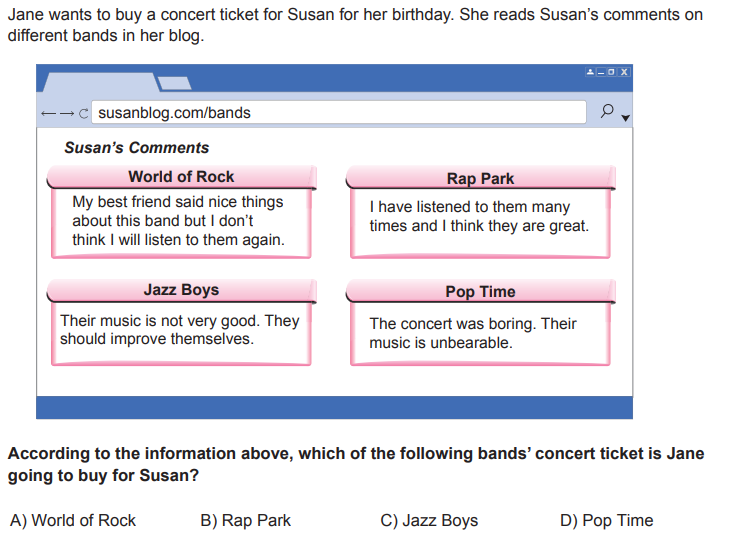 Jane wants to buy a concert ticket for Susan for her birthday. She reads Susan’s comments on
different bands in her blog.
susanblog.com/bands
Susan’s Comments
World of Rock
My best friend said nice things
about this band but I don’t
think I will listen to them again.
Rap Park
I have listened to them many
times and I think they are great.
Jazz Boys
Their music is not very good. They
should improve themselves.
Pop Time
The concert was boring. Their
music is unbearable.
According to the information above, which of the following bands’ concert ticket is Jane
going to buy for Susan?
A) World of Rock B) Rap Park C) Jazz Boys D) Pop Time